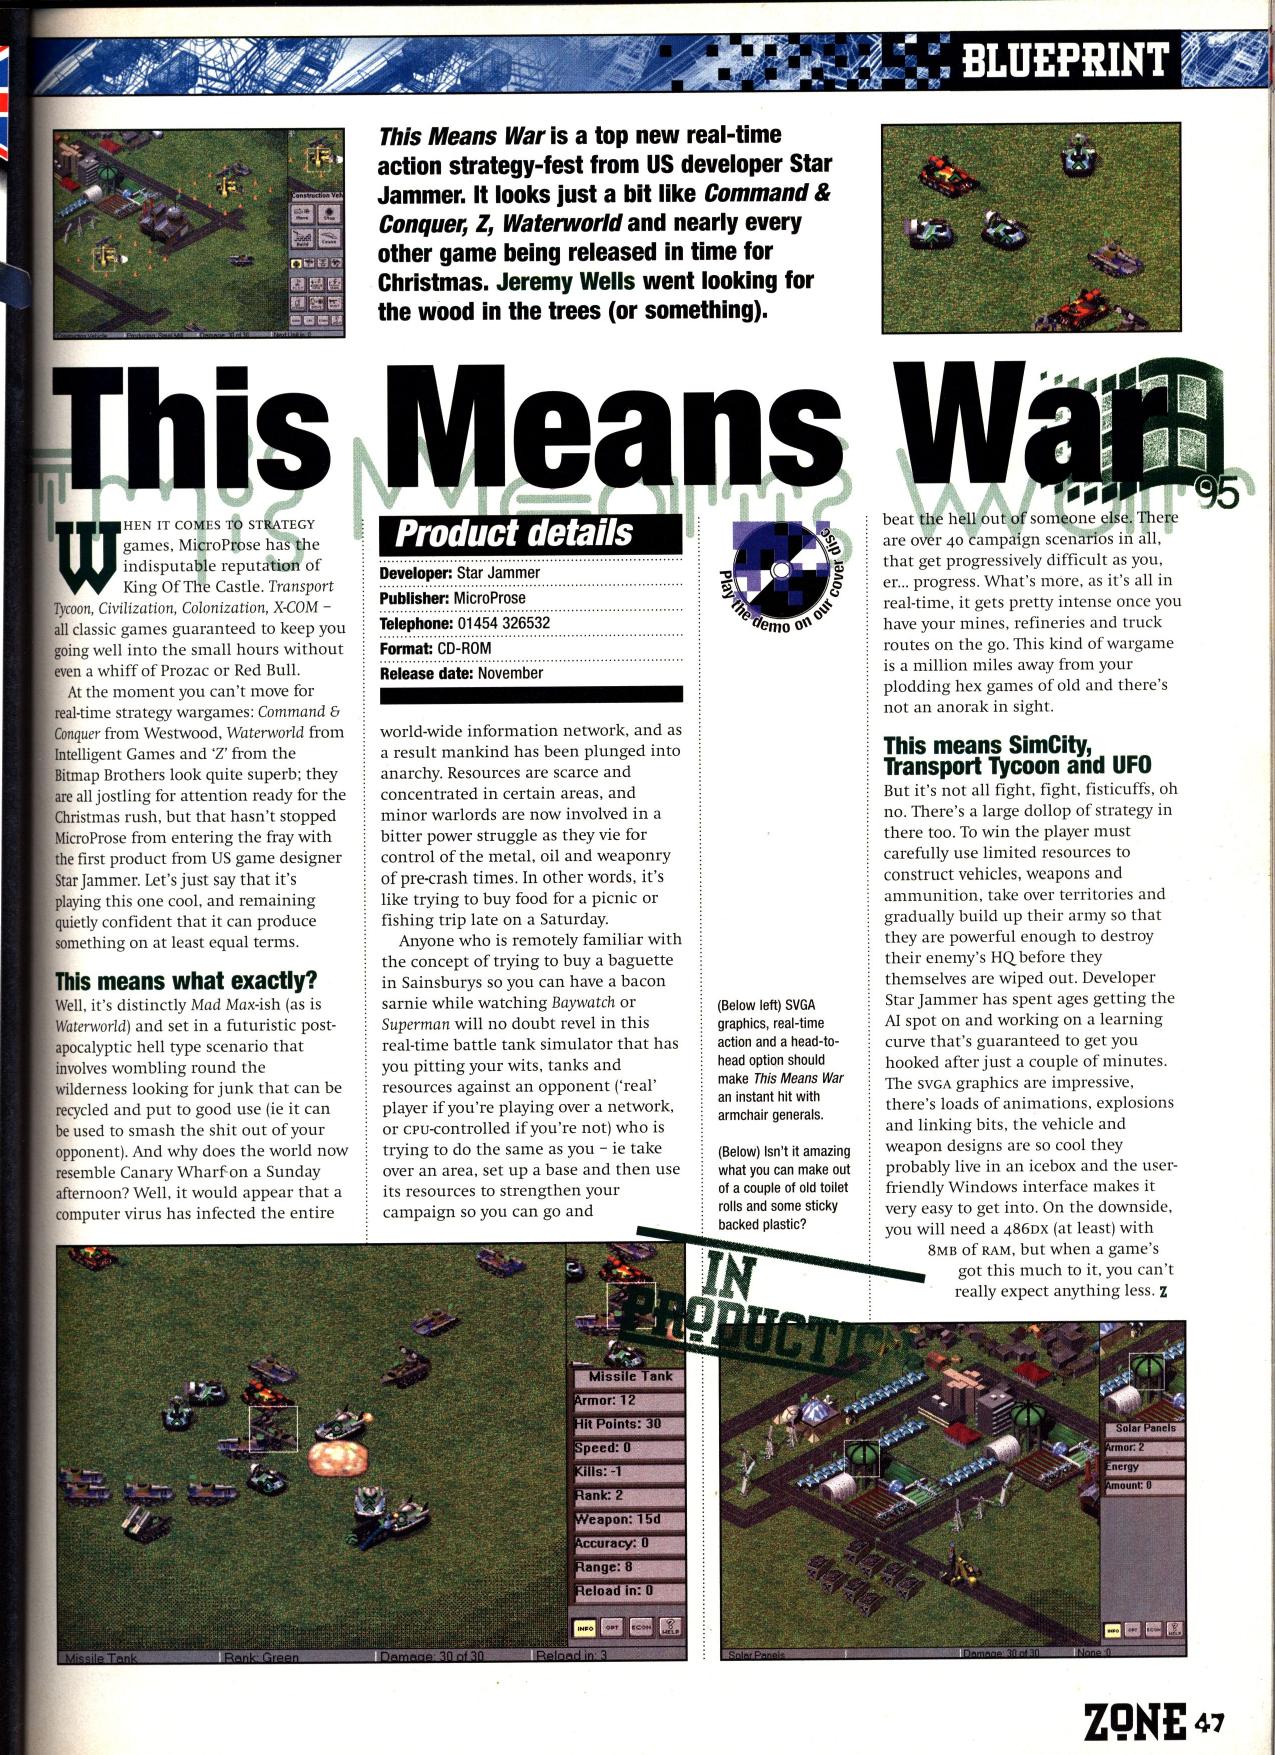 BLUEPRINT
This Means War is a top new real-time
action strategy-fest from US developer Star
Jammer. It looks just a bit like Command &
Conquer, Z, Waterworld and nearly every
other game being released in time for
Christmas. Jeremy Wells went looking for
the wood in the trees (or something).
This Means War
95
WHEN IT COMES TO STRATEGY
games, MicroProse has the
indisputable reputation of
King Of The Castle. Transport
Tycoon, Civilization, Colonization, X-COM –
all classic games guaranteed to keep you
going well into the small hours without
even a whiff of Prozac or Red Bull.
At the moment you can't move for
real-time strategy wargames: Command &
Conquer from Westwood, Waterworld from
Intelligent Games and 'Z' from the
Bitmap Brothers look quite superb; they
are all jostling for attention ready for the
Christmas rush, but that hasn't stopped
MicroProse from entering the fray with
the first product from US game designer
Star Jammer. Let's just say that it's
playing this one cool, and remaining
quietly confident that it can produce
something on at least equal terms.
This means what exactly?
Well, it's distinctly Mad Max-ish (as is
Waterworld) and set in a futuristic post-
apocalyptic hell type scenario that
involves wombling round the
wilderness looking for junk that can be
recycled and put to good use (ie it can
be used to smash the shit out of your
opponent). And why does the world now
resemble Canary Wharf on a Sunday
afternoon? Well, it would appear that a
computer virus has infected the entire
Product details
Developer: Star Jammer
Publisher: MicroProse
Telephone: 01454 326532
Format: CD-ROM
Release date: November
world-wide information network, and as
a result mankind has been plunged into
anarchy. Resources are scarce and
concentrated in certain areas, and
minor warlords are now involved in a
bitter power struggle as they vie for
control of the metal, oil and weaponry
of pre-crash times. In other words, it's
like trying to buy food for a picnic or
fishing trip late on a Saturday.
Anyone who is remotely familiar with
the concept of trying to buy a baguette
in Sainsburys so you can have a bacon
sarnie while watching Baywatch or
Superman will no doubt revel in this
real-time battle tank simulator that has
you pitting your wits, tanks and
resources against an opponent ('real'
player if you're playing over a network,
or CPU-controlled if you're not) who is
trying to do the same as you – ie take
over an area, set up a base and then use
its resources to strengthen your
campaign so you can go and
Play the demo on our cover disc
(Below left) SVGA
graphics, real-time
action and a head-to-
head option should
make This Means War
an instant hit with
armchair generals.
(Below) Isn't it amazing
what you can make out
of a couple of old toilet
rolls and some sticky
backed plastic?
beat the hell out of someone else. There
are over 40 campaign scenarios in all,
that get progressively difficult as you,
er... progress. What's more, as it's all in
real-time, it gets pretty intense once you
have your mines, refineries and truck
routes on the go. This kind of wargame
is a million miles away from your
plodding hex games of old and there's
not an anorak in sight.
This means SimCity,
Transport Tycoon and UFO
But it's not all fight, fight, fisticuffs, oh
no. There's a large dollop of strategy in
there too. To win the player must
carefully use limited resources to
construct vehicles, weapons and
ammunition, take over territories and
gradually build up their army so that
they are powerful enough to destroy
their enemy's HQ before they
themselves are wiped out. Developer
Star Jammer has spent ages getting the
AI spot on and working on a learning
curve that's guaranteed to get you
hooked after just a couple of minutes.
The SVGA graphics are impressive,
there's loads of animations, explosions
and linking bits, the vehicle and
weapon designs are so cool they
probably live in an icebox and the user-
friendly Windows interface makes it
very easy to get into. On the downside,
you will need a 486DX (at least) with
8MB of RAM, but when a game's
got this much to it, you can't
really expect anything less. Z
IN
PRODUCTION
Missile Tank
Armor: 12
Hit Points: 30
Speed: 0
Kills: -1
Rank: 2
Weapon: 15d
Accuracy: 0
Range: 8
Reload in: 0
INFO OPT ECON HELP
Missile Tank Rank: Green Damage: 30 of 30 Reload in: 3
Solar Panels
Armor: 2
Energy
Amount: 0
INFO OPT ECON HELP
Solar Panels Damage: 30 of 30 None :0
ZONE 47